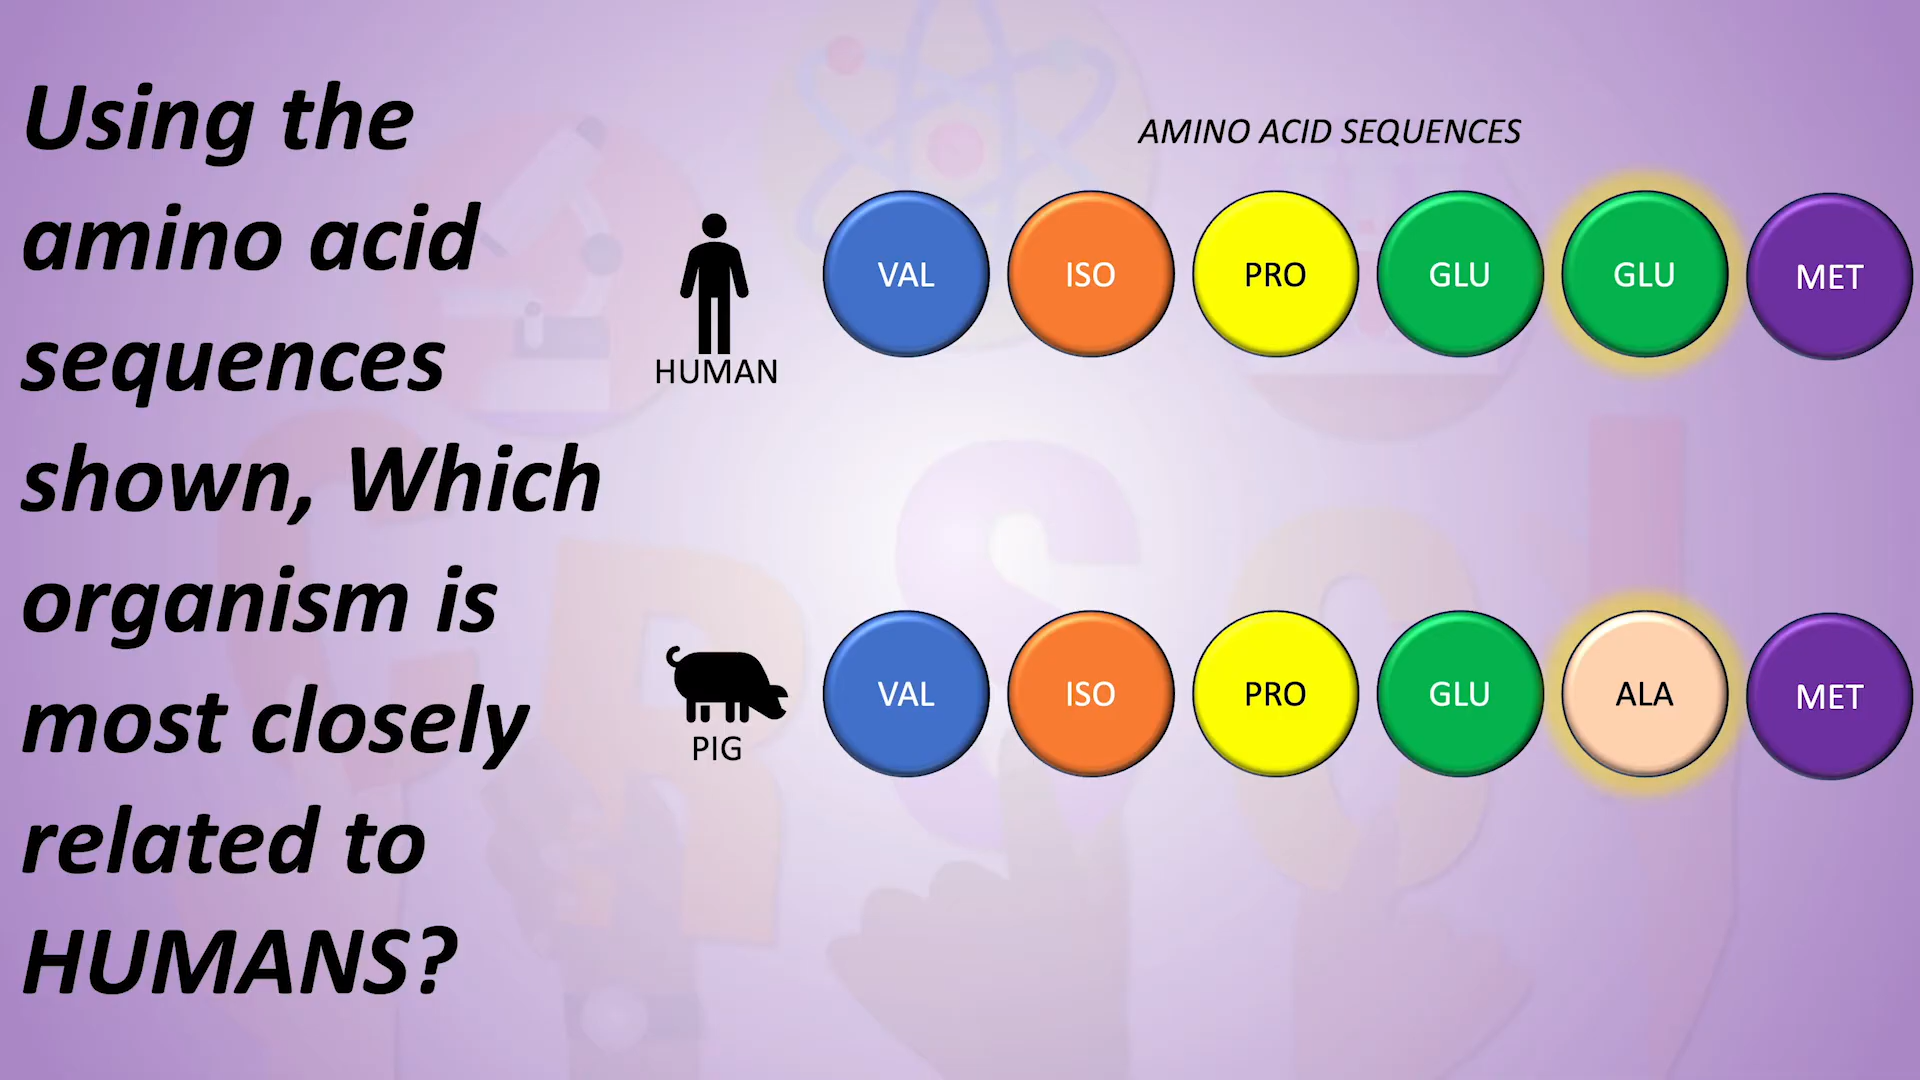 Using the
amino acid
sequences
shown, Which
organism is
most closely
related to
HUMANS?
AMINO ACID SEQUENCES
VAL ISO PRO GLU GLU MET
HUMAN
VAL ISO PRO GLU ALA MET
PIG